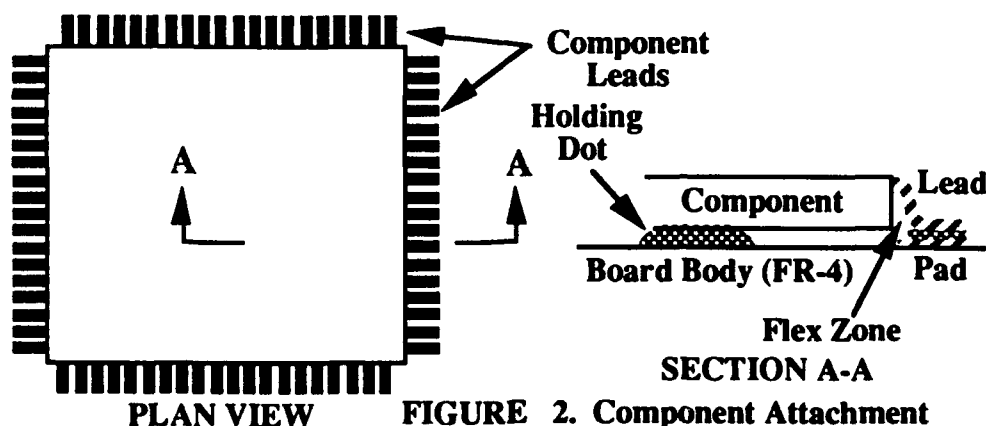 Component
Leads
Holding
Dot
A
A
Component
Lead
Board Body (FR-4)
Pad
Flex Zone
SECTION A-A
PLAN VIEW
FIGURE 2. Component Attachment